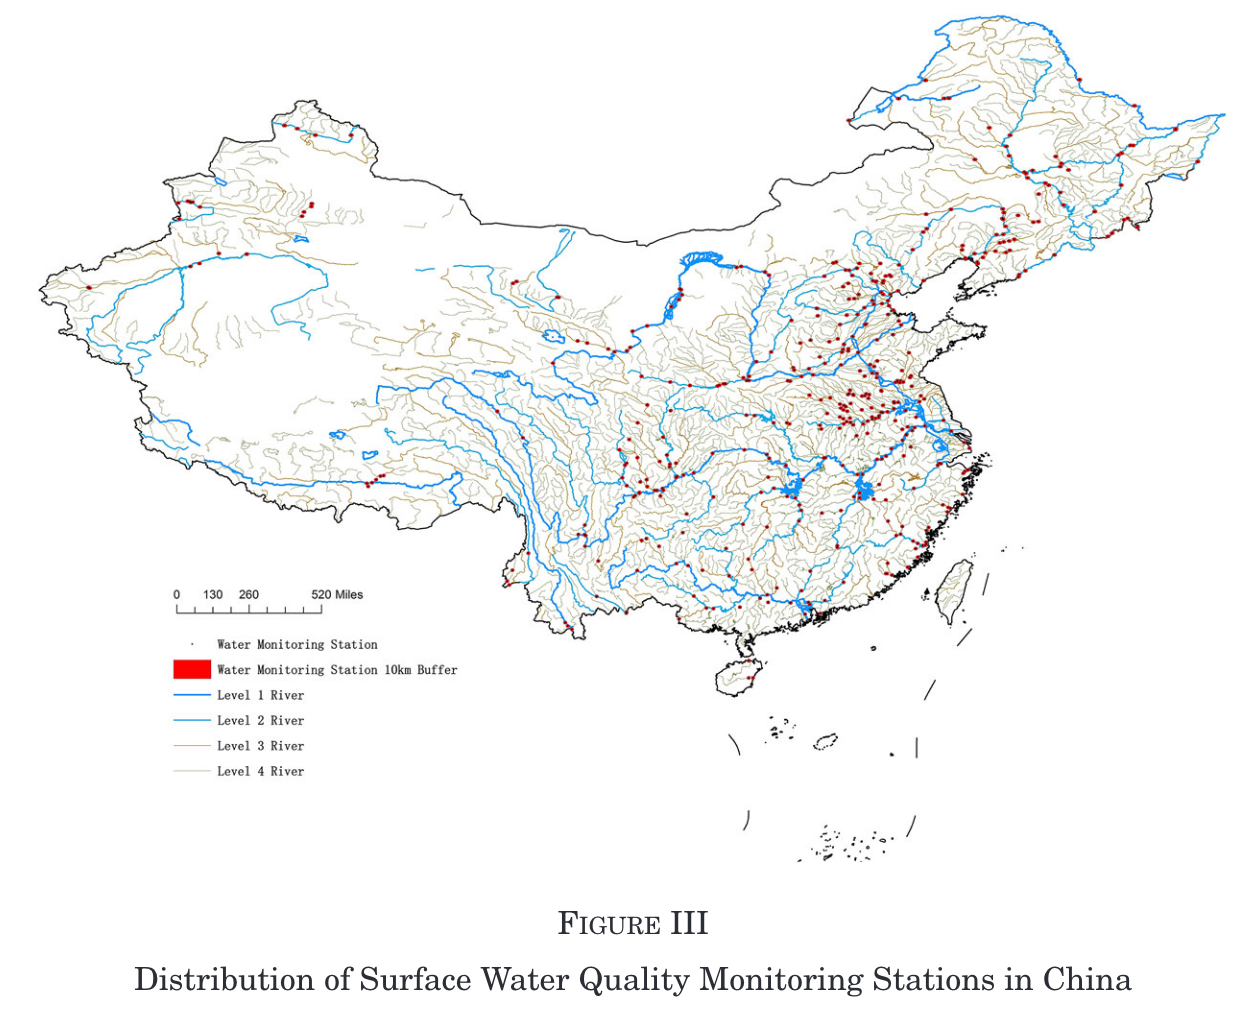 0 130 260 520 Miles
Water Monitoring Station
Water Monitoring Station 10km Buffer
Level 1 River
Level 2 River
Level 3 River
Level 4 River
FIGURE III
Distribution of Surface Water Quality Monitoring Stations in China